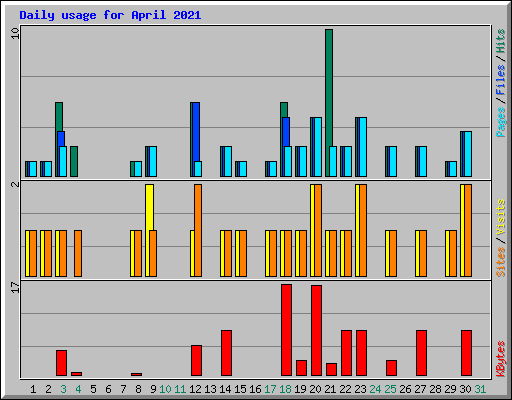 Daily usage for April 2021
10
Pages / Files / Hits
2
Sites / Visits
17
KBytes
1 2 3 4 5 6 7 8 9 10 11 12 13 14 15 16 17 18 19 20 21 22 23 24 25 26 27 28 29 30 31